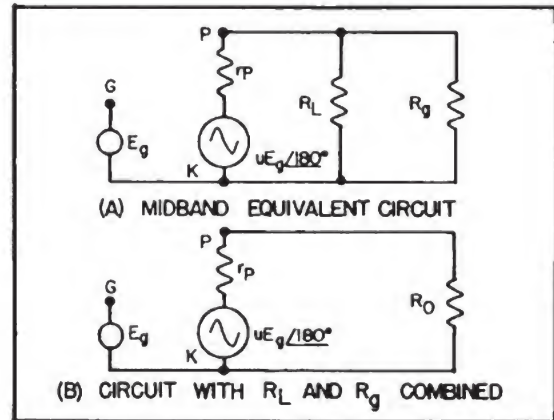 P
G
rP
RL
Rg
Eg
uEg∠180°
K
(A) MIDBAND EQUIVALENT CIRCUIT
P
G
rP
RO
Eg
uEg∠180°
K
(B) CIRCUIT WITH RL AND Rg COMBINED